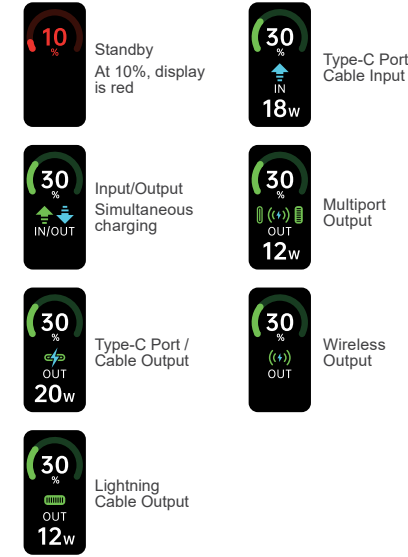 10
%
Standby
At 10%, display
is red
30
%
IN
18w
Type-C Port
Cable Input
30
%
IN/OUT
Input/Output
Simultaneous
charging
30
%
OUT
12w
Multiport
Output
30
%
OUT
20w
Type-C Port /
Cable Output
30
%
OUT
Wireless
Output
30
%
OUT
12w
Lightning
Cable Output